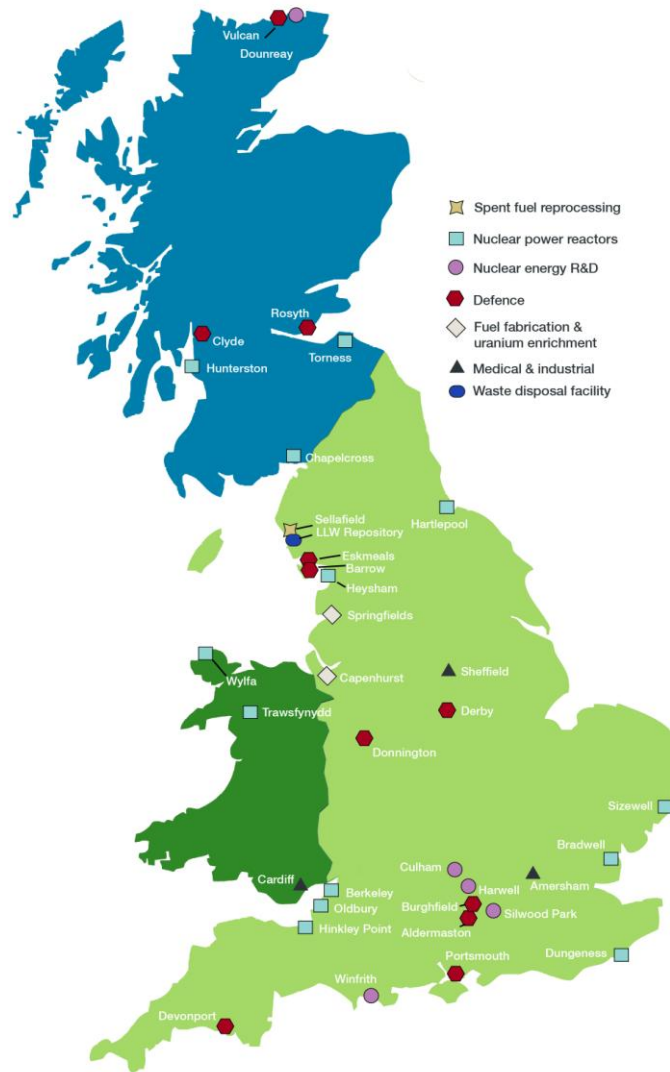 Vulcan
Dounreay
Spent fuel reprocessing
Nuclear power reactors
Nuclear energy R&D
Defence
Fuel fabrication &
uranium enrichment
Medical & industrial
Waste disposal facility
Rosyth
Clyde
Torness
Hunterston
Chapelcross
Hartlepool
Sellafield
LLW Repository
Eskmeals
Barrow
Heysham
Springfields
Wylfa
Capenhurst
Sheffield
Trawsfynydd
Derby
Donnington
Sizewell
Bradwell
Culham
Cardiff
Berkeley
Harwell
Amersham
Oldbury
Burghfield
Silwood Park
Hinkley Point
Aldermaston
Portsmouth
Dungeness
Winfrith
Devonport